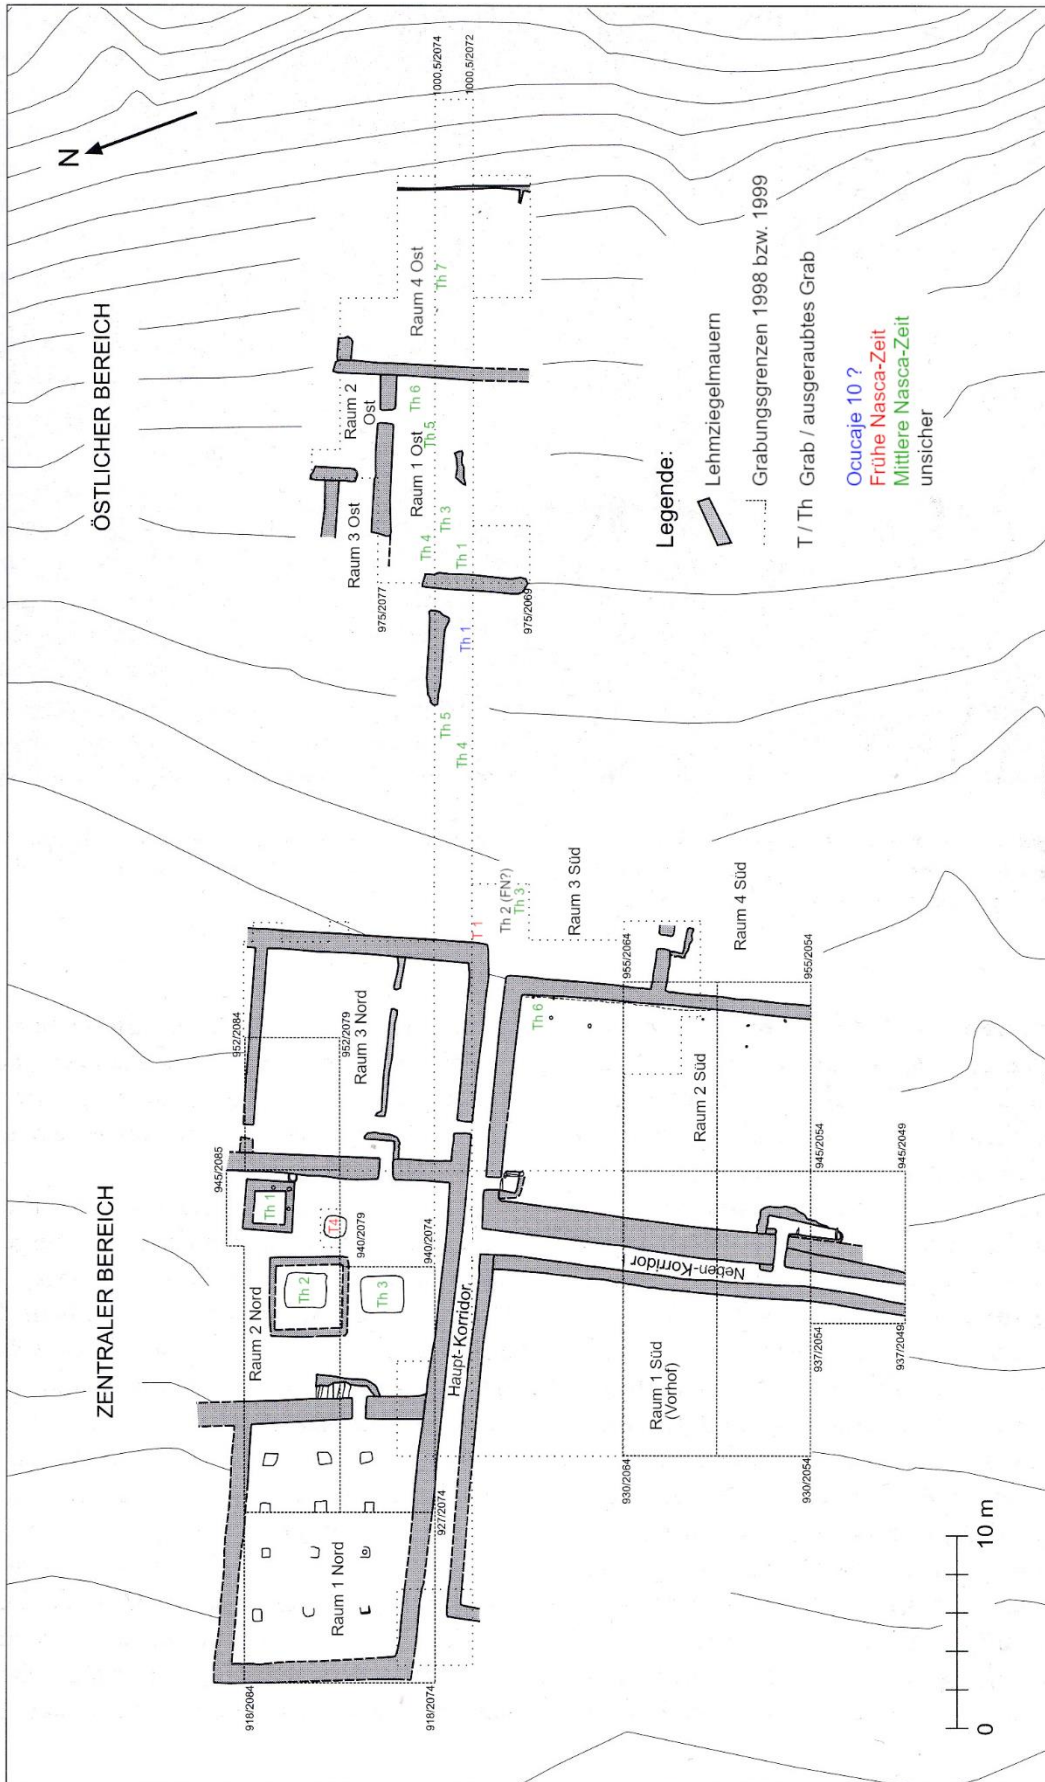 ZENTRALER BEREICH
ÖSTLICHER BEREICH
N
918/2084
918/2074
Raum 1 Nord
927/2074
Raum 2 Nord
Th 1
Th 2
Th 3
T4
945/2085
940/2079
940/2074
952/2084
952/2079
Raum 3 Nord
Haupt-Korridor
Neben-Korridor
T 1
Th 2 (FN?)
Th 3
Raum 3 Süd
Th 6
955/2064
955/2054
Raum 4 Süd
Raum 2 Süd
945/2054
945/2049
Raum 1 Süd
(Vorhof)
930/2064
930/2054
937/2054
937/2049
Th 5
Th 4
Th 1
975/2077
975/2069
Raum 3 Ost
Raum 2
Ost
Raum 1 Ost
Th 4
Th 3
Th 1
Th 5
Th 6
Raum 4 Ost
Th 7
1000,5/2074
1000,5/2072
Legende:
Lehmziegelmauern
Grabungsgrenzen 1998 bzw. 1999
T / Th Grab / ausgeraubtes Grab
Ocucaje 10 ?
Frühe Nasca-Zeit
Mittlere Nasca-Zeit
unsicher
0
10 m